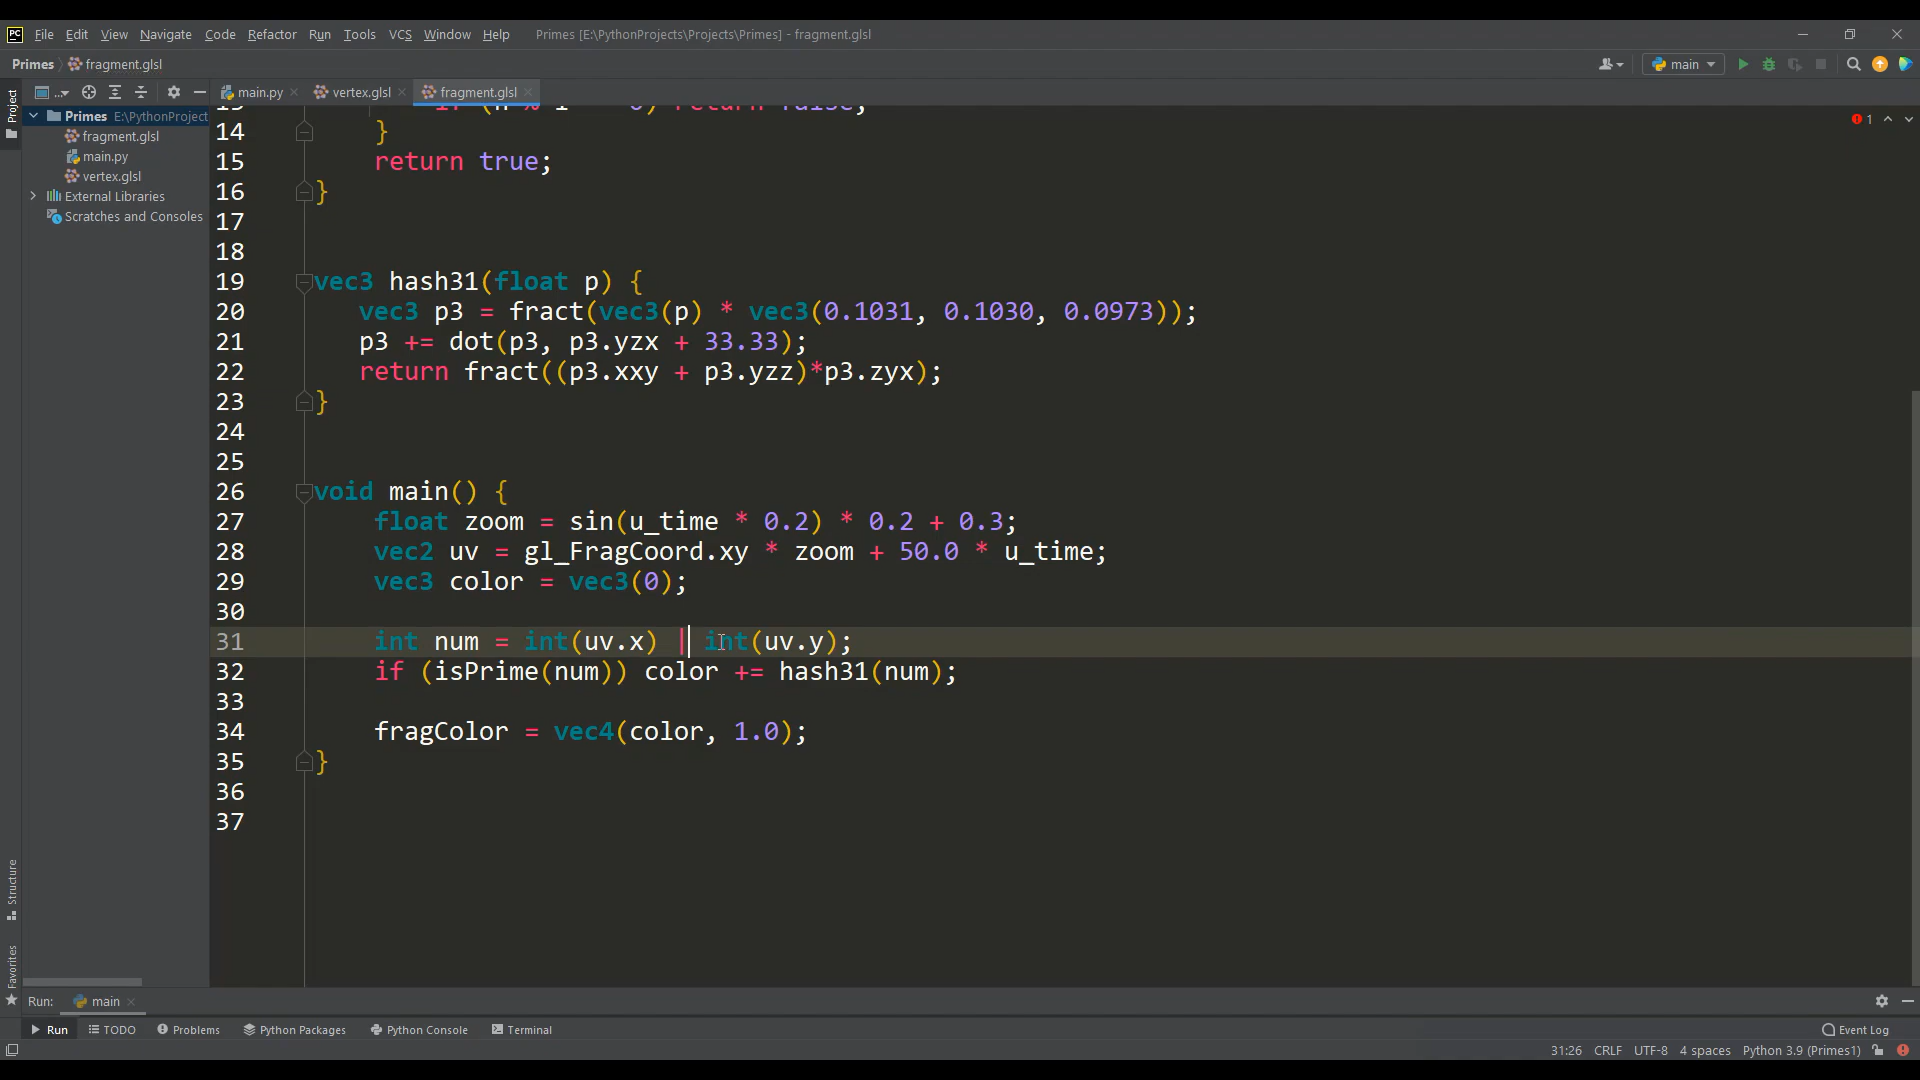 PC File Edit View Navigate Code Refactor Run Tools VCS Window Help Primes [E:\PythonProjects\Projects\Primes] - fragment.glsl
Primes fragment.glsl main
Project
... main.py vertex.glsl fragment.glsl
Primes E:\PythonProject
fragment.glsl
main.py
vertex.glsl
External Libraries
Scratches and Consoles
1
14 }
15 return true;
16 }
17
18
19 vec3 hash31(float p) {
20 vec3 p3 = fract(vec3(p) * vec3(0.1031, 0.1030, 0.0973));
21 p3 += dot(p3, p3.yzx + 33.33);
22 return fract((p3.xxy + p3.yzz)*p3.zyx);
23 }
24
25
26 void main() {
27 float zoom = sin(u_time * 0.2) * 0.2 + 0.3;
28 vec2 uv = gl_FragCoord.xy * zoom + 50.0 * u_time;
29 vec3 color = vec3(0);
30
31 int num = int(uv.x) | int(uv.y);
32 if (isPrime(num)) color += hash31(num);
33
34 fragColor = vec4(color, 1.0);
35 }
36
37
Structure
Favorites
Run: main
Run TODO Problems Python Packages Python Console Terminal Event Log
31:26 CRLF UTF-8 4 spaces Python 3.9 (Primes1)